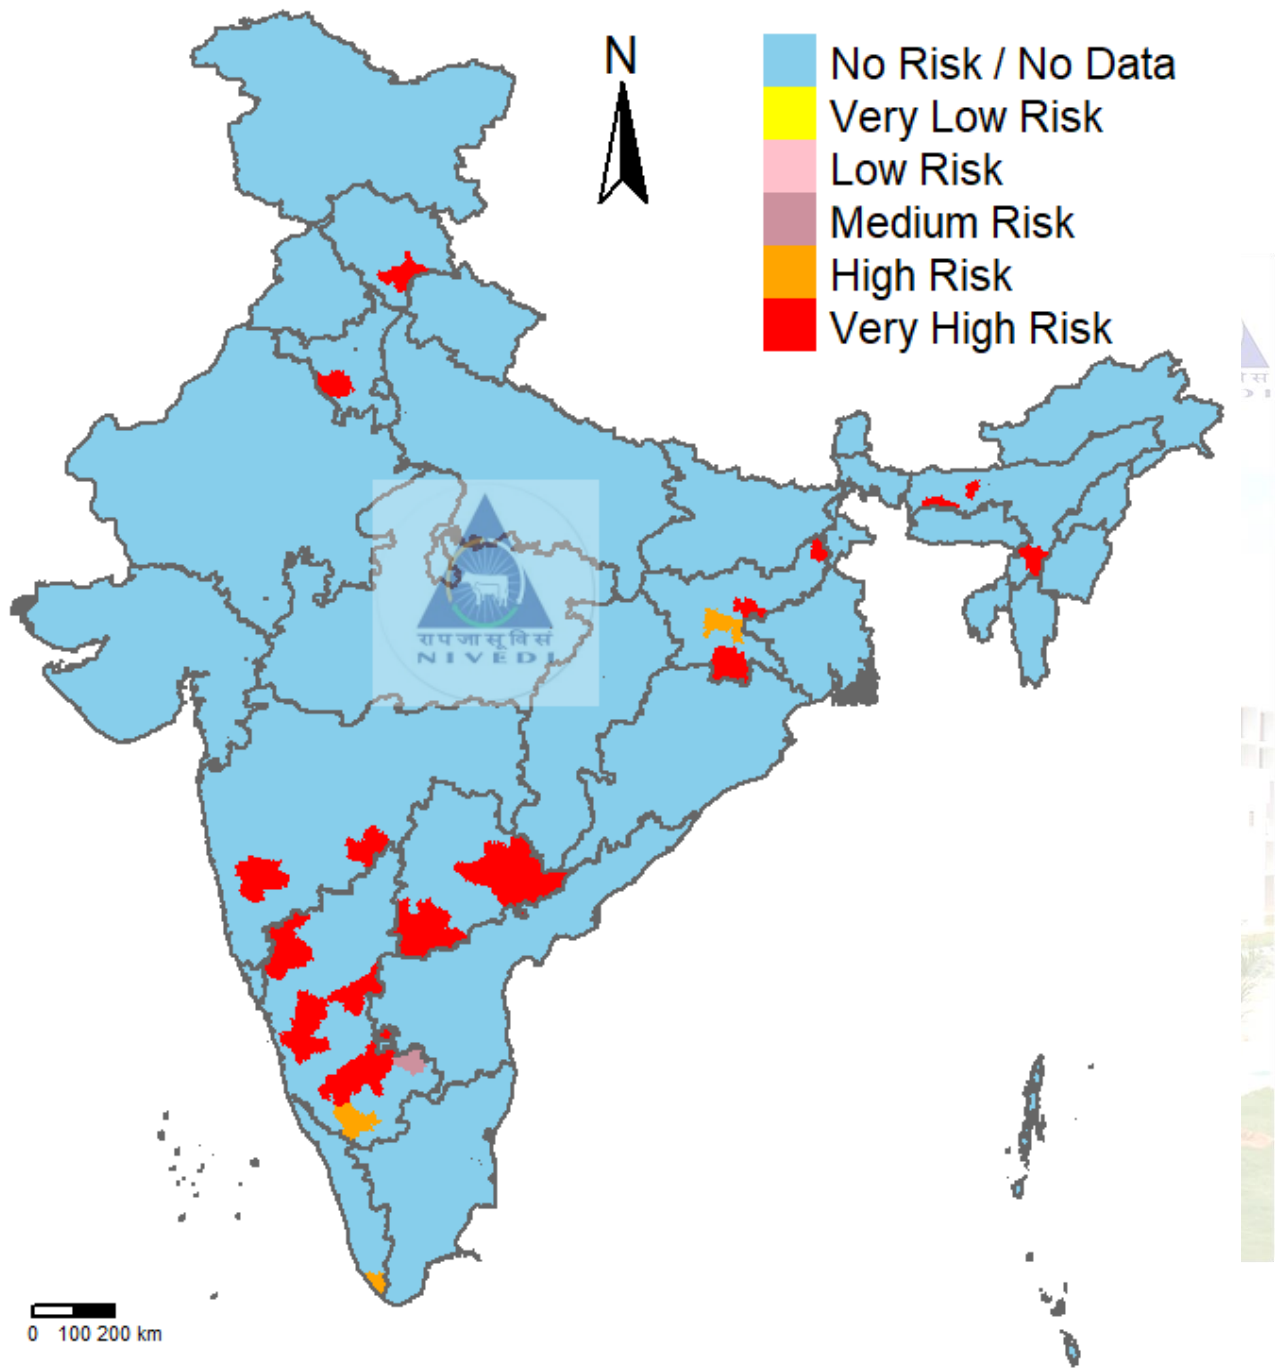 N
No Risk / No Data
Very Low Risk
Low Risk
Medium Risk
High Risk
Very High Risk
रापजासूविसं
NIVEDI
0 100 200 km